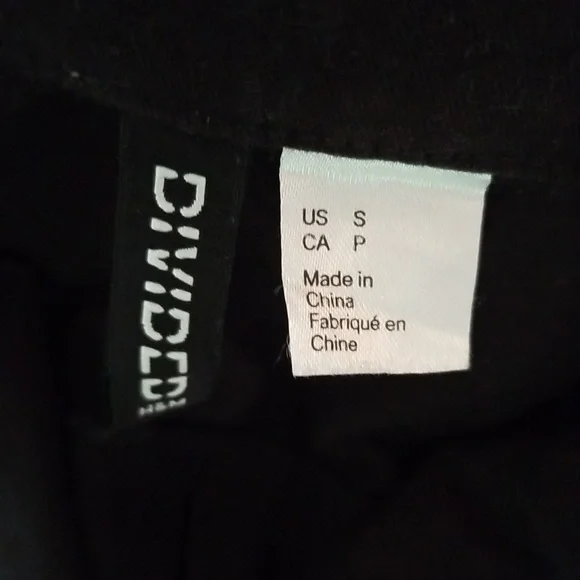 DIVIDED
H&M
US S
CA P
Made in
China
Fabriqué en
Chine